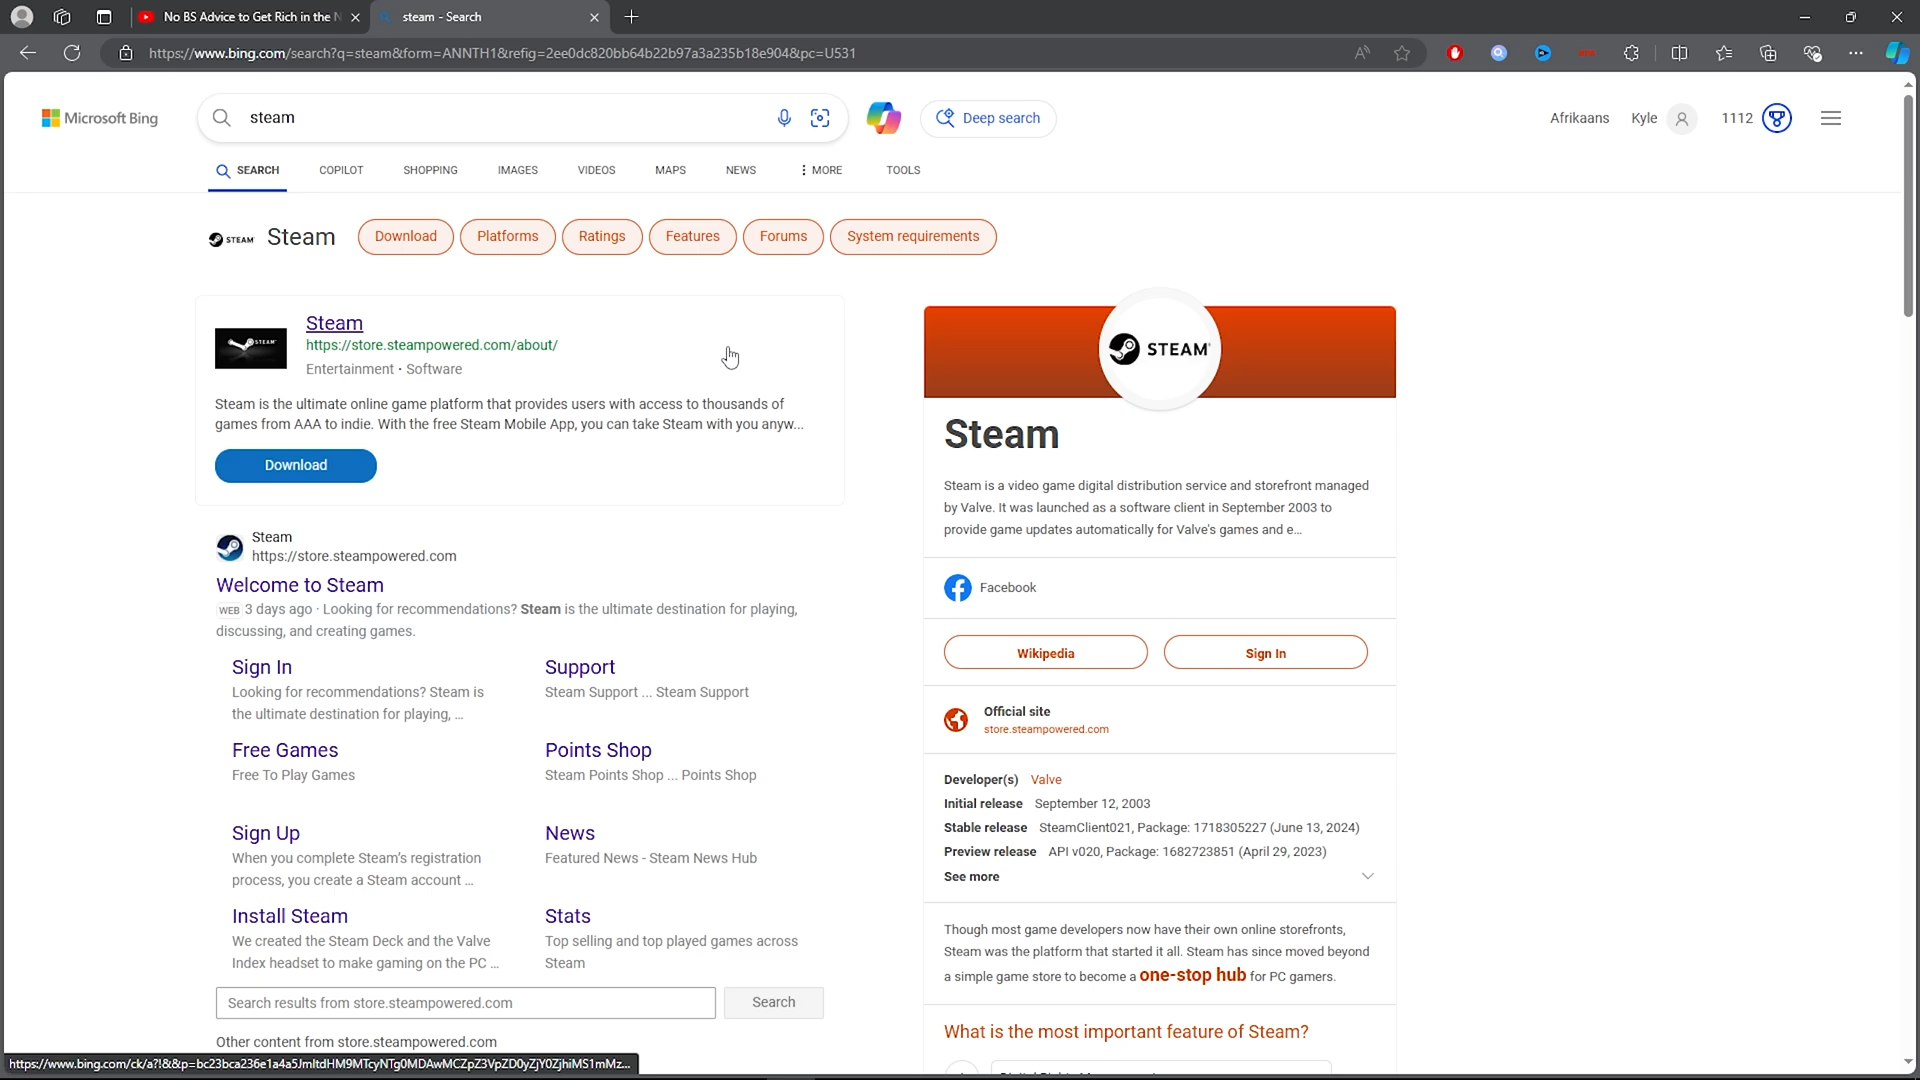 No BS Advice to Get Rich in the N
steam - Search
https://www.bing.com/search?q=steam&form=ANNTH1&refig=2ee0dc820bb64b22b97a3a235b18e904&pc=U531
Microsoft Bing
steam
Deep search
Afrikaans
Kyle
1112
SEARCH
COPILOT
SHOPPING
IMAGES
VIDEOS
MAPS
NEWS
MORE
TOOLS
STEAM
Steam
Download
Platforms
Ratings
Features
Forums
System requirements
STEAM
Steam
https://store.steampowered.com/about/
Entertainment · Software
Steam is the ultimate online game platform that provides users with access to thousands of
games from AAA to indie. With the free Steam Mobile App, you can take Steam with you anyw...
Download
Steam
https://store.steampowered.com
Welcome to Steam
WEB 3 days ago · Looking for recommendations? Steam is the ultimate destination for playing,
discussing, and creating games.
Sign In
Looking for recommendations? Steam is
the ultimate destination for playing, ...
Support
Steam Support ... Steam Support
Free Games
Free To Play Games
Points Shop
Steam Points Shop ... Points Shop
Sign Up
When you complete Steam's registration
process, you create a Steam account ...
News
Featured News - Steam News Hub
Install Steam
We created the Steam Deck and the Valve
Index headset to make gaming on the PC ...
Stats
Top selling and top played games across
Steam
Search results from store.steampowered.com
Search
Other content from store.steampowered.com
STEAM
Steam
Steam is a video game digital distribution service and storefront managed
by Valve. It was launched as a software client in September 2003 to
provide game updates automatically for Valve's games and e...
Facebook
Wikipedia
Sign In
Official site
store.steampowered.com
Developer(s) Valve
Initial release September 12, 2003
Stable release SteamClient021, Package: 1718305227 (June 13, 2024)
Preview release API v020, Package: 1682723851 (April 29, 2023)
See more
Though most game developers now have their own online storefronts,
Steam was the platform that started it all. Steam has since moved beyond
a simple game store to become a one-stop hub for PC gamers.
What is the most important feature of Steam?